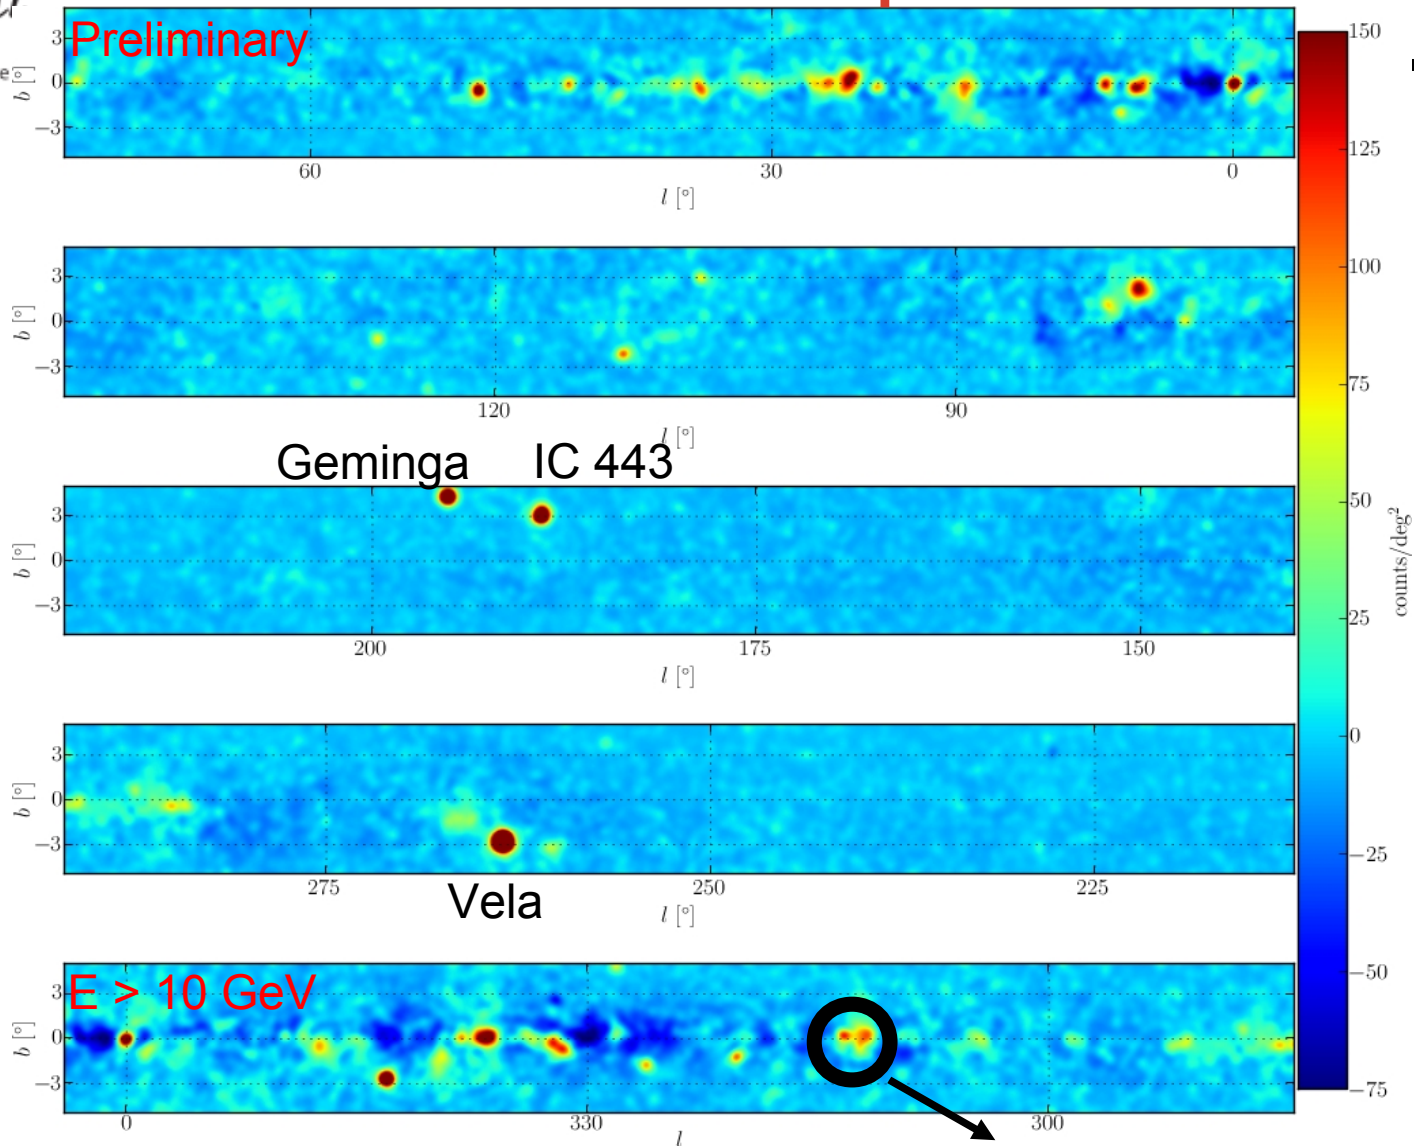 Preliminary
3
0
−3
b [°]
60
30
0
l [°]
3
0
−3
b [°]
120
90
l [°]
Geminga
IC 443
3
0
−3
b [°]
200
175
150
l [°]
3
0
−3
b [°]
275
250
225
l [°]
Vela
E > 10 GeV
3
0
−3
b [°]
0
330
300
l
150
125
100
75
50
25
0
−25
−50
−75
counts/deg²